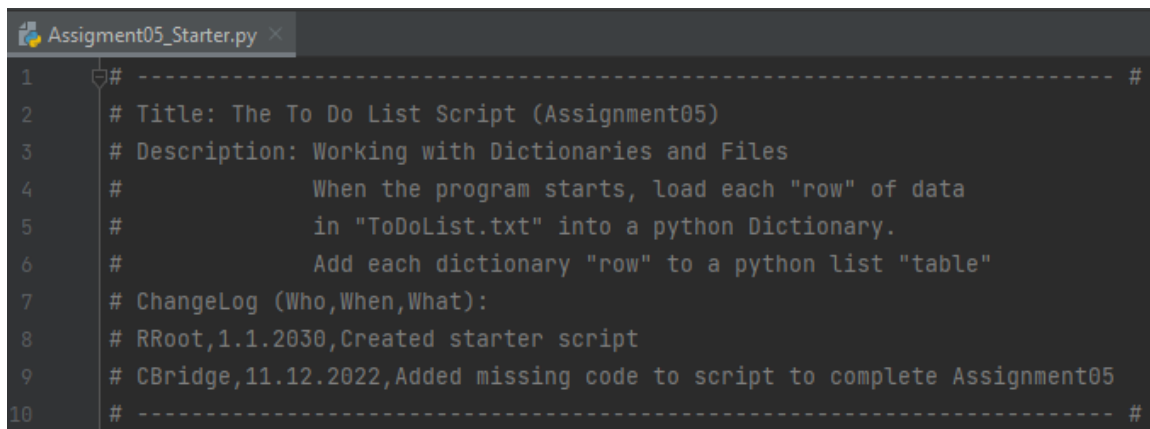 Assigment05_Starter.py ×
1 # ----------------------------------------------------------------------- #
2 # Title: The To Do List Script (Assignment05)
3 # Description: Working with Dictionaries and Files
4 #              When the program starts, load each "row" of data
5 #              in "ToDoList.txt" into a python Dictionary.
6 #              Add each dictionary "row" to a python list "table"
7 # ChangeLog (Who,When,What):
8 # RRoot,1.1.2030,Created starter script
9 # CBridge,11.12.2022,Added missing code to script to complete Assignment05
10 # ----------------------------------------------------------------------- #